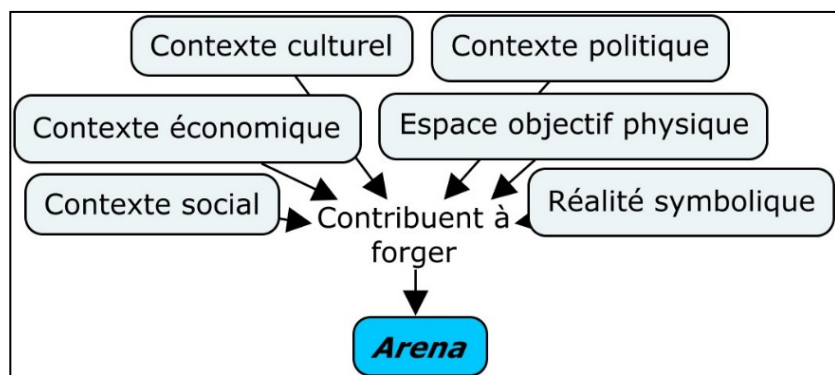 Contexte culturel
Contexte politique
Contexte économique
Espace objectif physique
Contexte social
Réalité symbolique
Contribuent à
forger
Arena